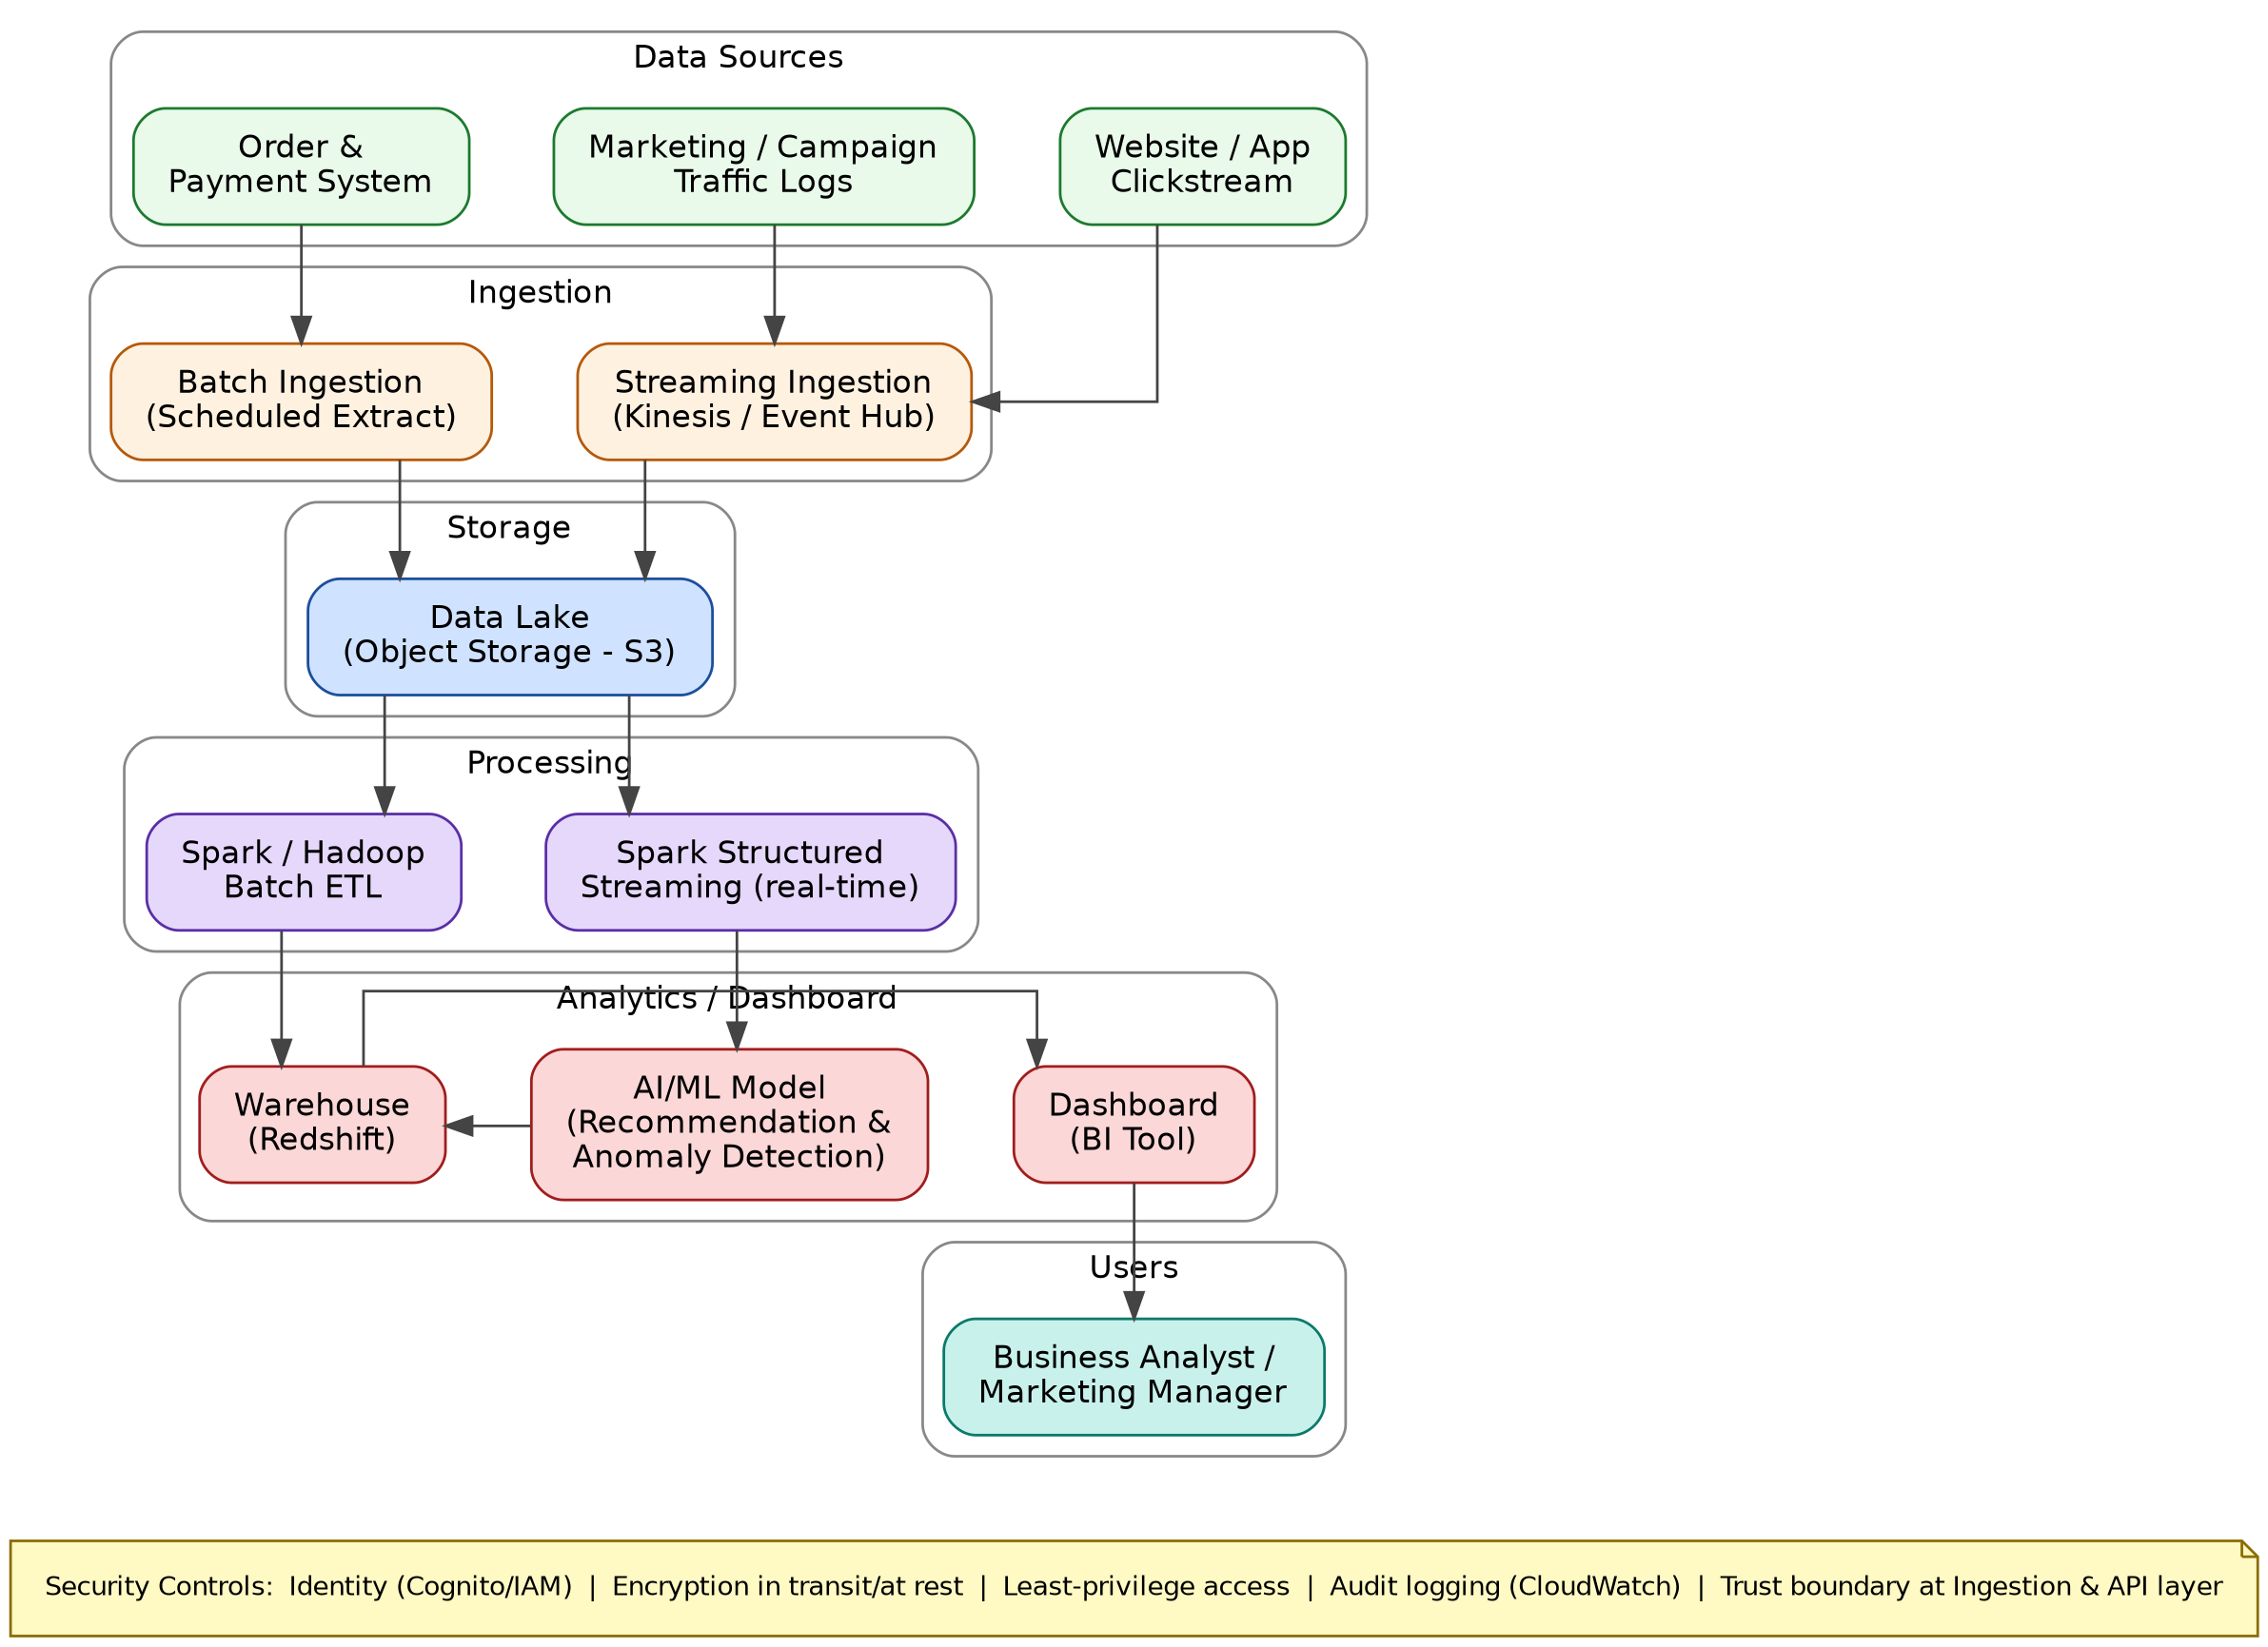 Data Sources
Order &
Payment System
Marketing / Campaign
Traffic Logs
Website / App
Clickstream
Ingestion
Batch Ingestion
(Scheduled Extract)
Streaming Ingestion
(Kinesis / Event Hub)
Storage
Data Lake
(Object Storage - S3)
Processing
Spark / Hadoop
Batch ETL
Spark Structured
Streaming (real-time)
Analytics / Dashboard
Warehouse
(Redshift)
AI/ML Model
(Recommendation &
Anomaly Detection)
Dashboard
(BI Tool)
Users
Business Analyst /
Marketing Manager
Security Controls:  Identity (Cognito/IAM)  |  Encryption in transit/at rest  |  Least-privilege access  |  Audit logging (CloudWatch)  |  Trust boundary at Ingestion & API layer